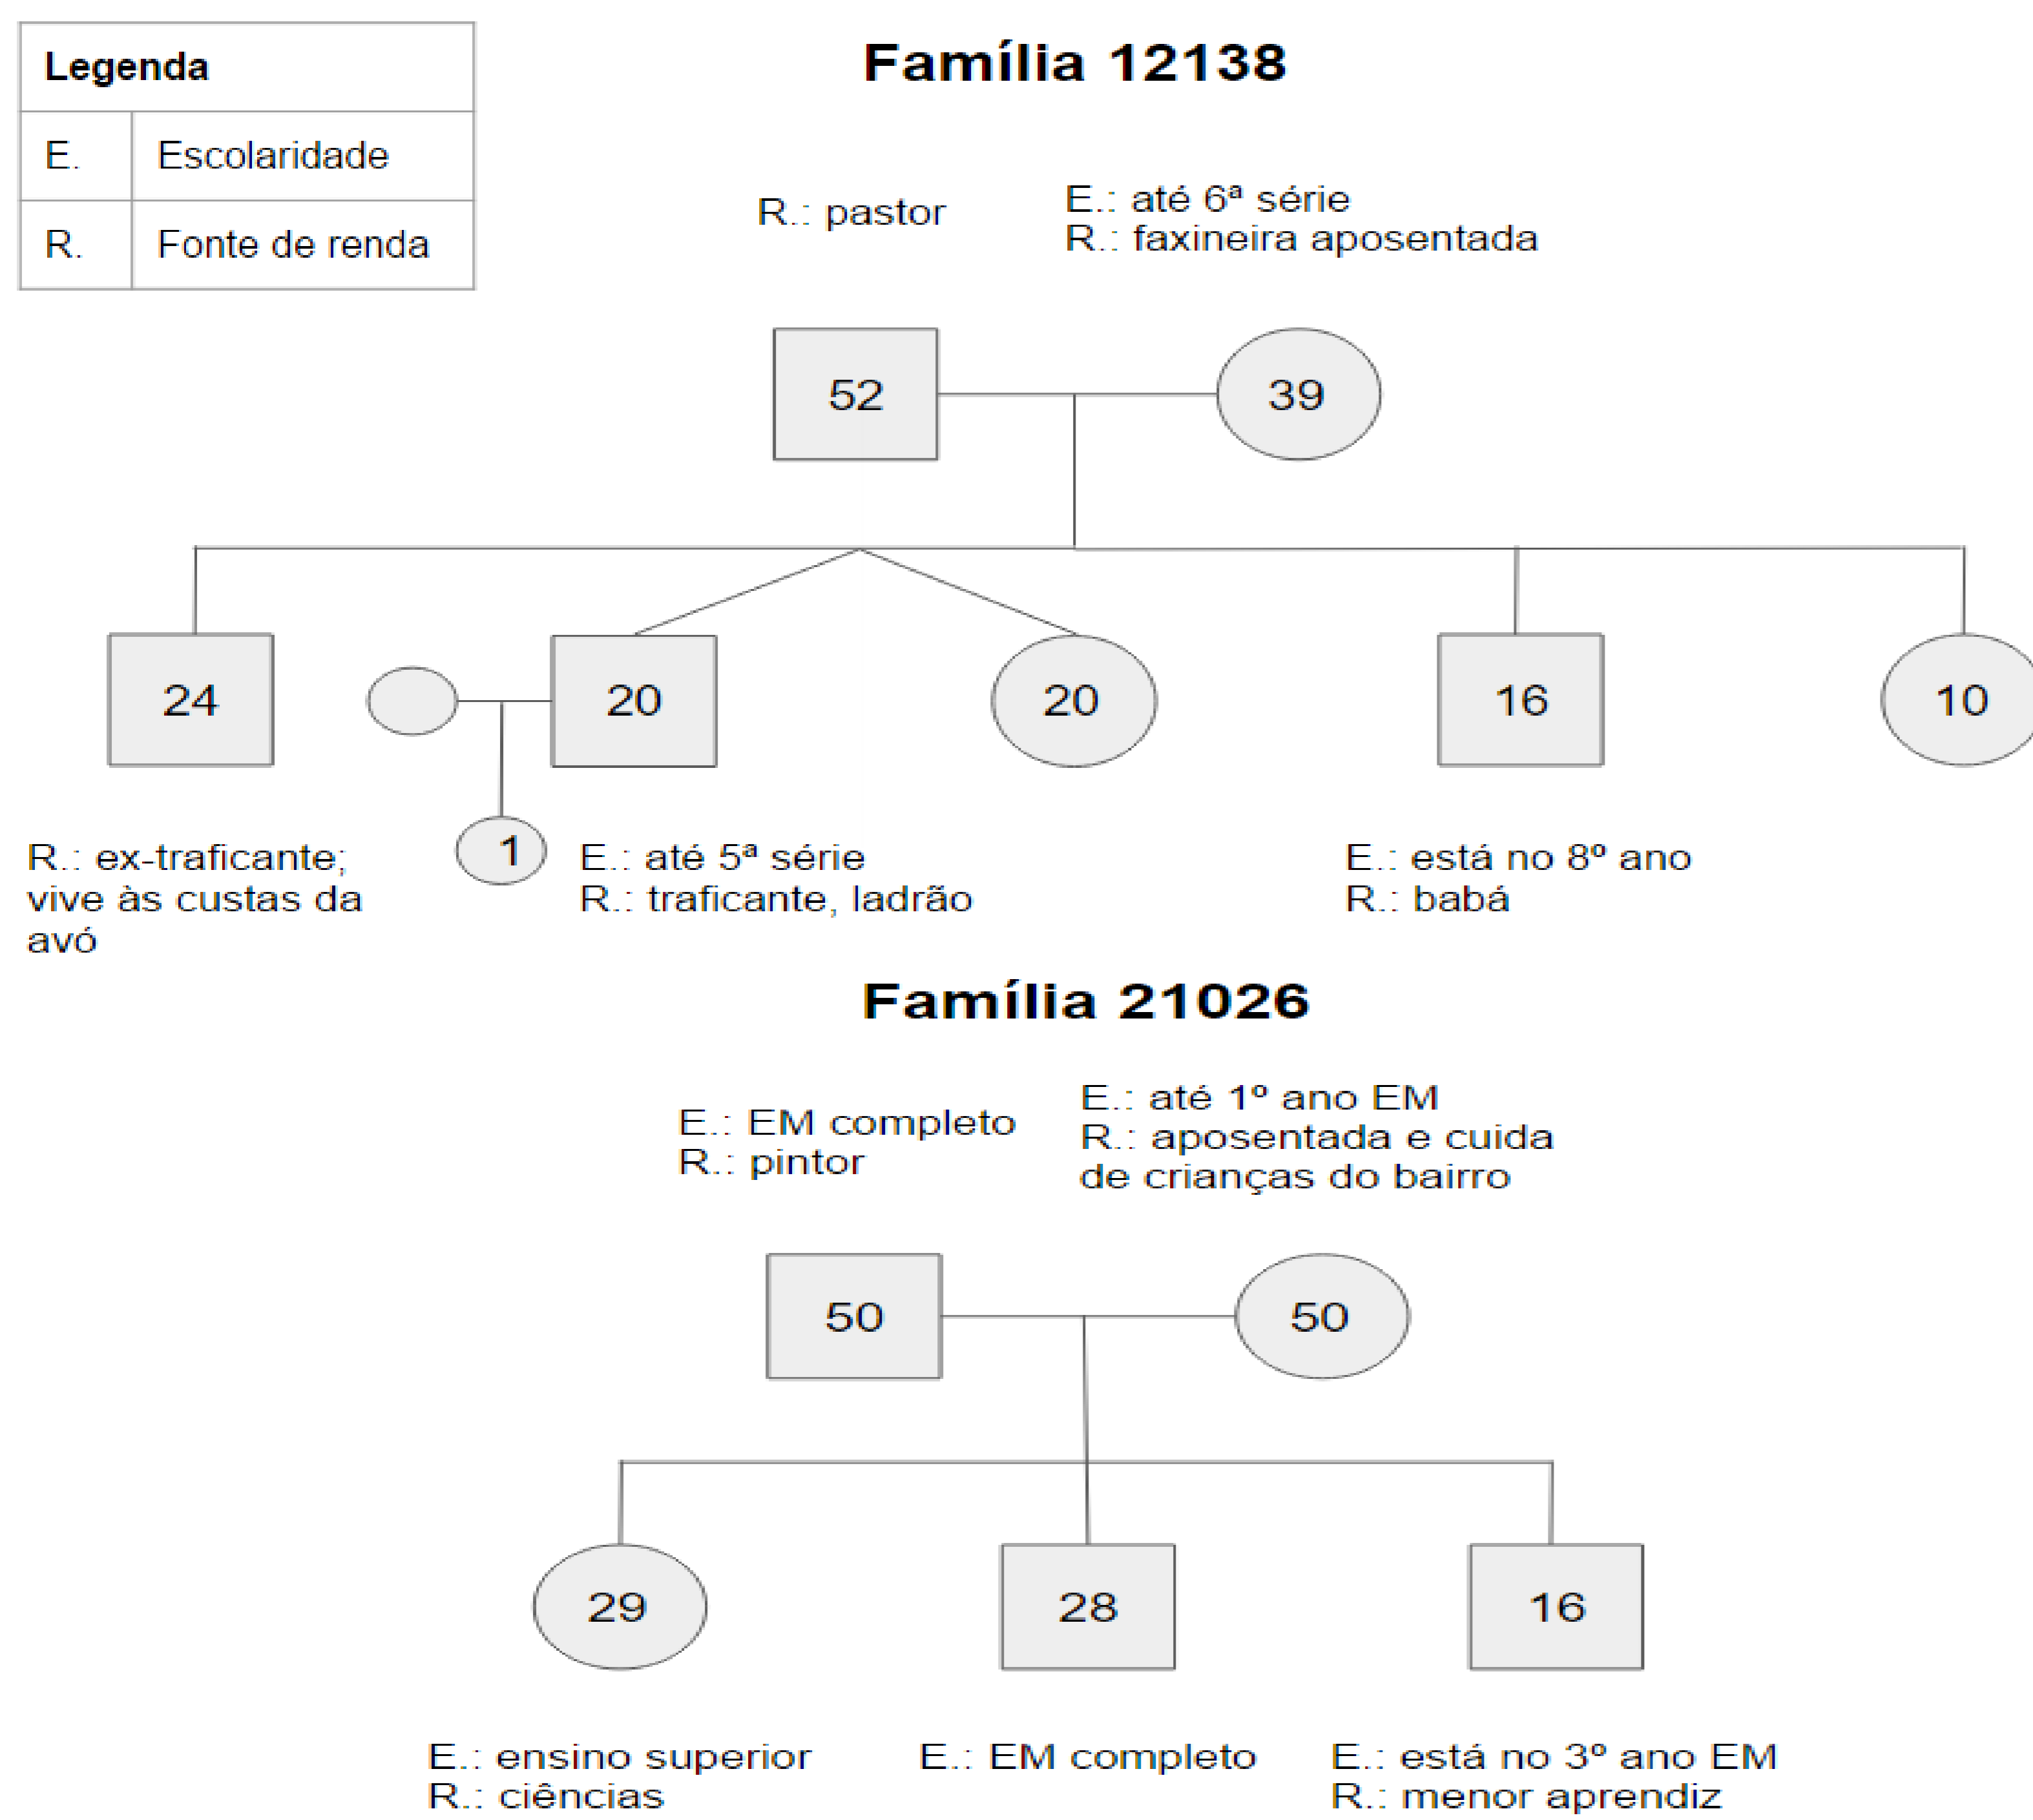 Legenda
E. Escolaridade
R. Fonte de renda
Família 12138
R.: pastor
E.: até 6ª série
R.: faxineira aposentada
52
39
24
20
20
16
10
1
R.: ex-traficante;
vive às custas da
avó
E.: até 5ª série
R.: traficante, ladrão
E.: está no 8º ano
R.: babá
Família 21026
E.: EM completo
R.: pintor
E.: até 1º ano EM
R.: aposentada e cuida
de crianças do bairro
50
50
29
28
16
E.: ensino superior
R.: ciências
E.: EM completo
E.: está no 3º ano EM
R.: menor aprendiz